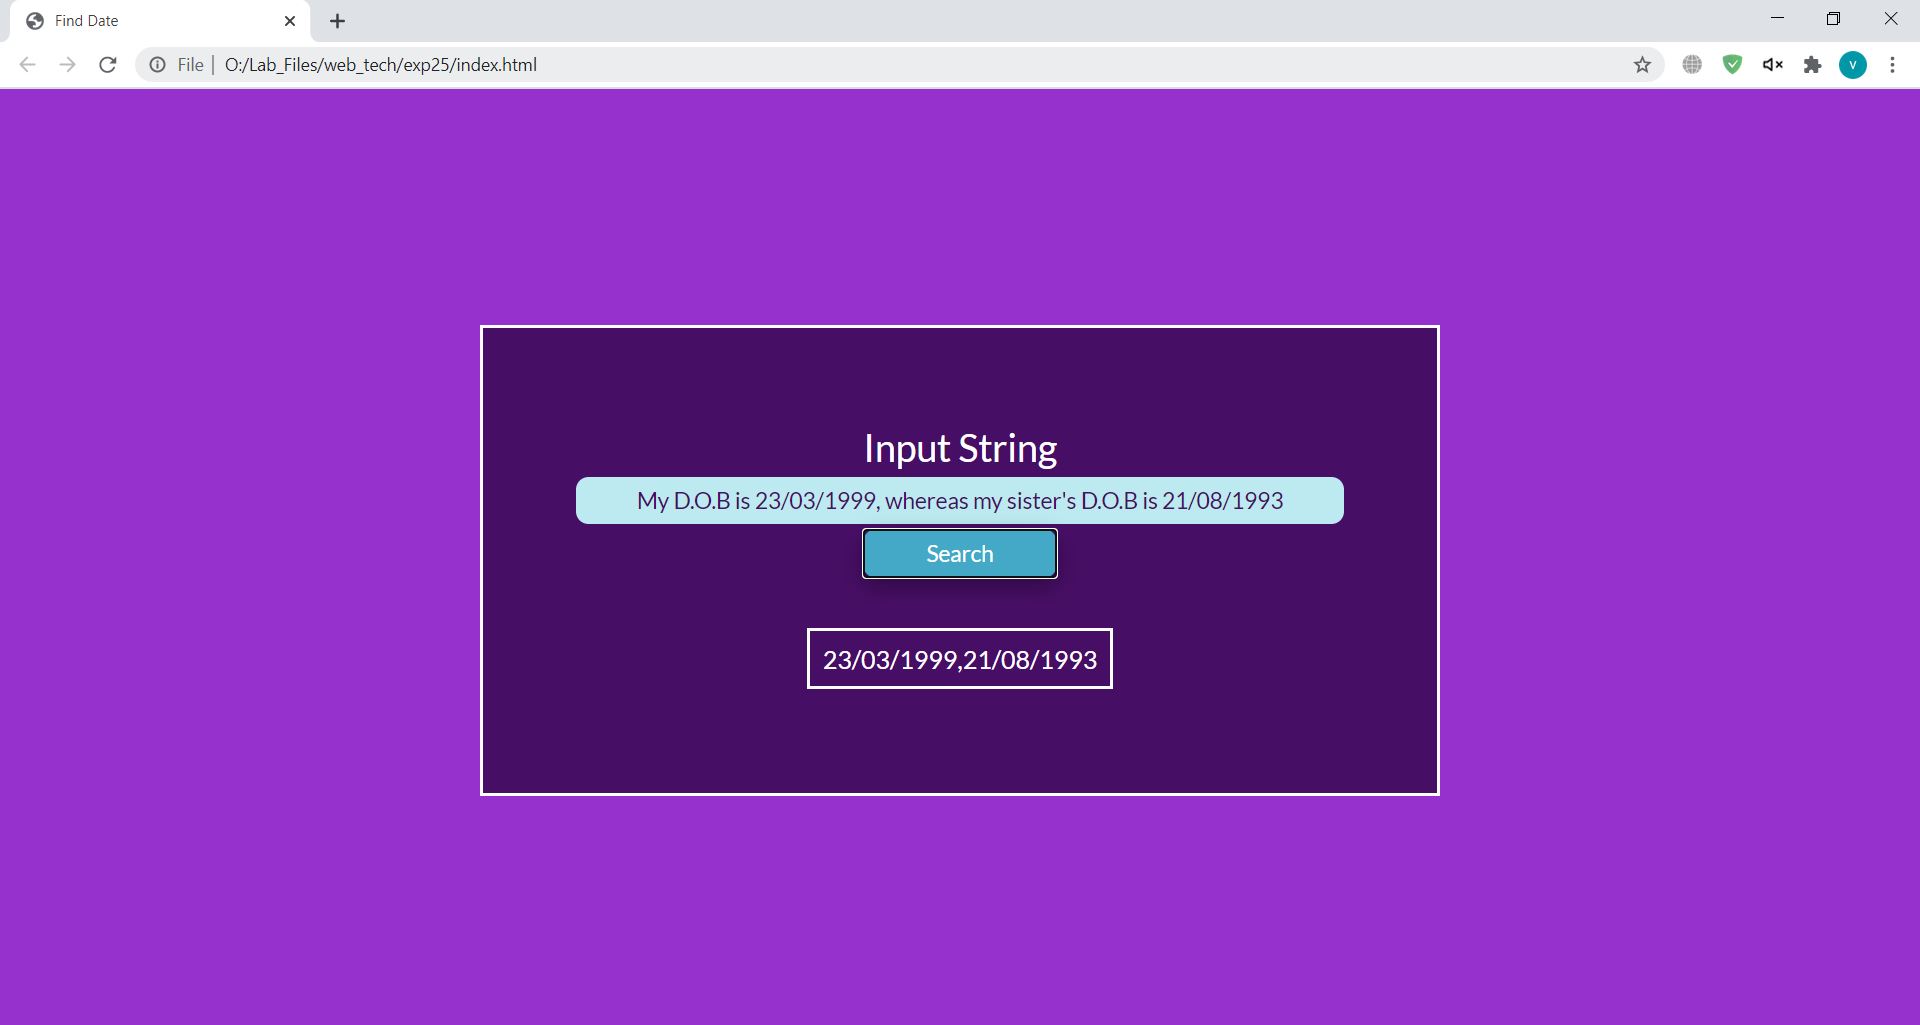 Find Date
File | O:/Lab_Files/web_tech/exp25/index.html
V
Input String
My D.O.B is 23/03/1999, whereas my sister's D.O.B is 21/08/1993
Search
23/03/1999,21/08/1993